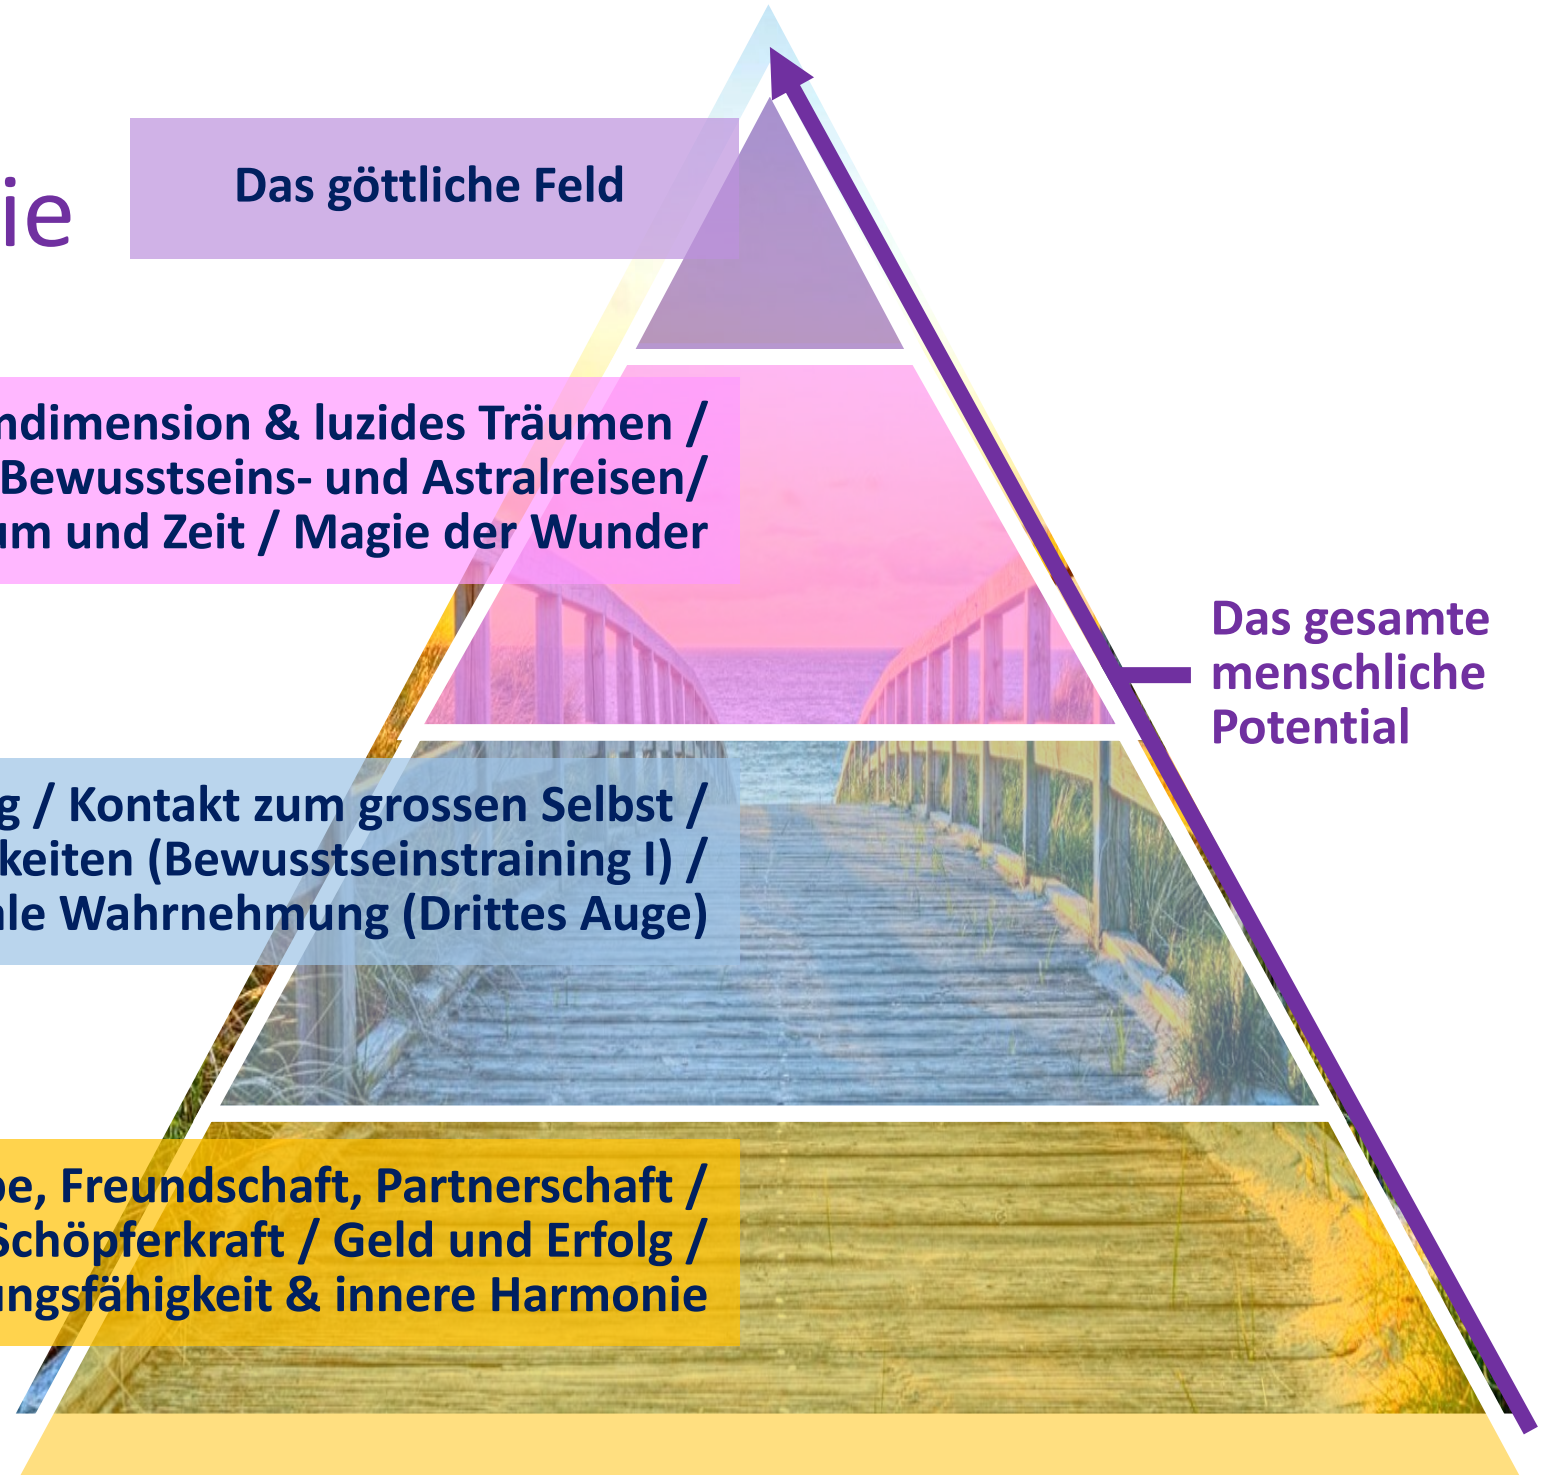 Das göttliche Feld
ie
ndimension & luzides Träumen /
Bewusstseins- und Astralreisen/
um und Zeit / Magie der Wunder
Das gesamte
menschliche
Potential
g / Kontakt zum grossen Selbst /
keiten (Bewusstseinstraining I) /
ale Wahrnehmung (Drittes Auge)
be, Freundschaft, Partnerschaft /
Schöpferkraft / Geld und Erfolg /
ungsfähigkeit & innere Harmonie